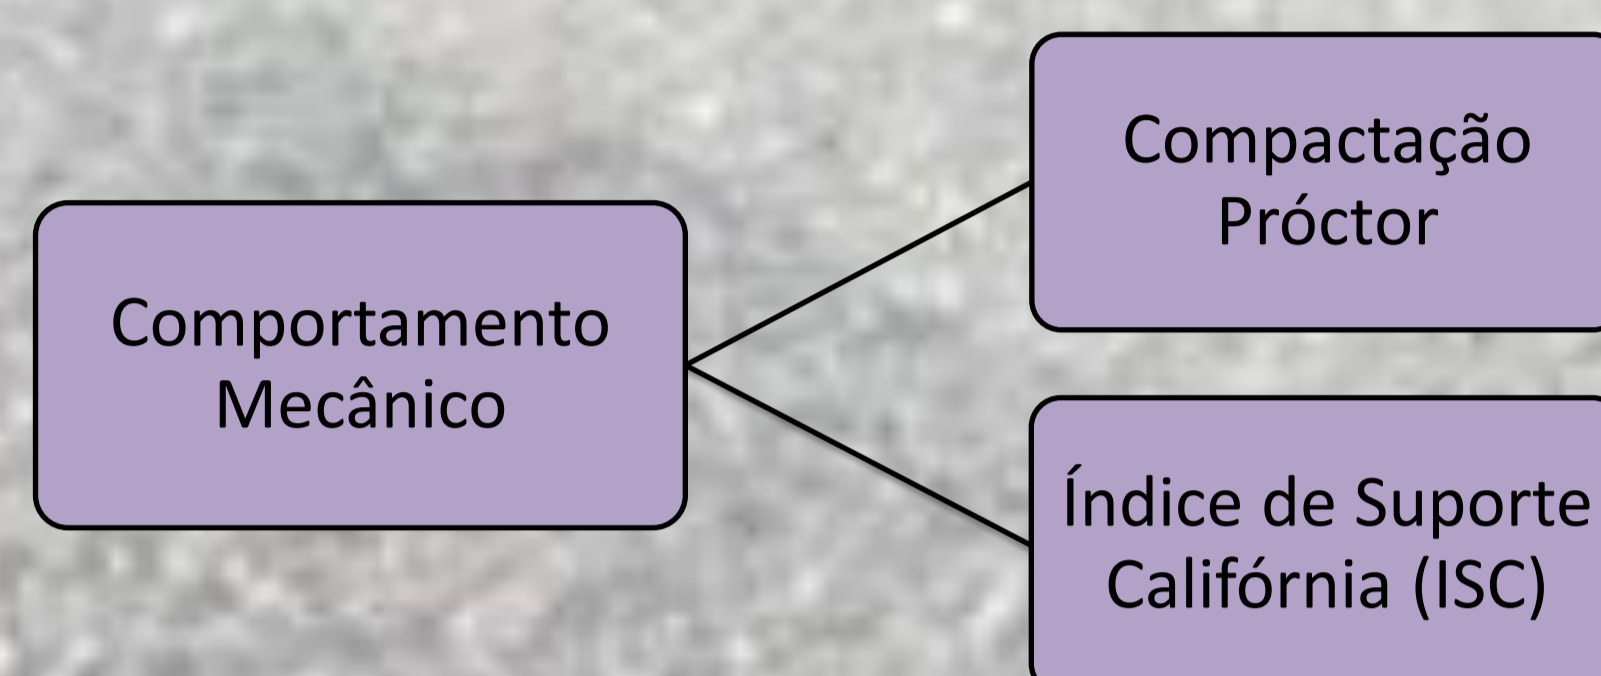 Comportamento
Mecânico
Compactação
Próctor
Índice de Suporte
Califórnia (ISC)